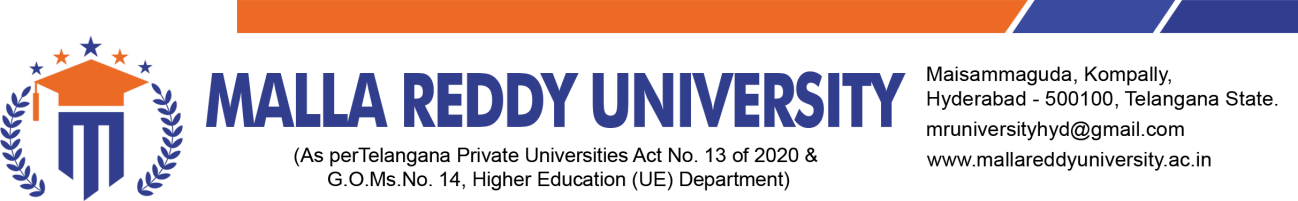 MALLA REDDY UNIVERSITY
(As perTelangana Private Universities Act No. 13 of 2020 &
G.O.Ms.No. 14, Higher Education (UE) Department)
Maisammaguda, Kompally,
Hyderabad - 500100, Telangana State.
mruniversityhyd@gmail.com
www.mallareddyuniversity.ac.in